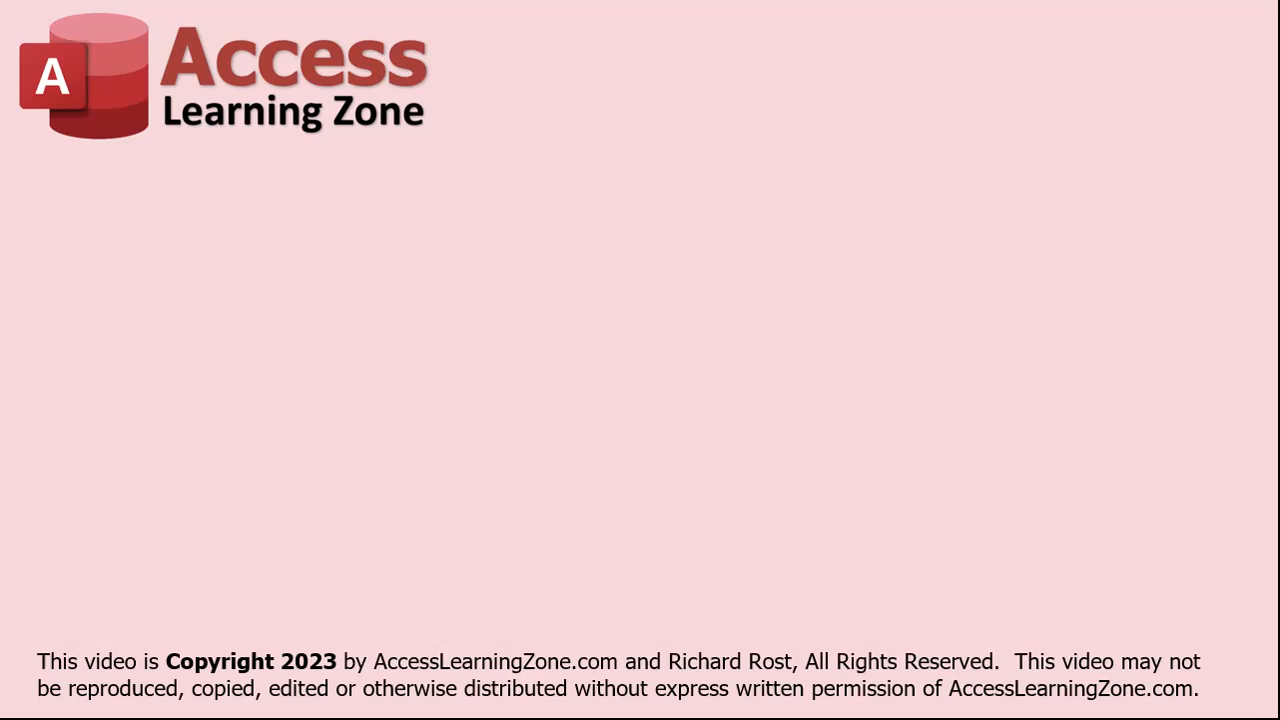 A
Access
Learning Zone
This video is Copyright 2023 by AccessLearningZone.com and Richard Rost, All Rights Reserved.  This video may not
be reproduced, copied, edited or otherwise distributed without express written permission of AccessLearningZone.com.